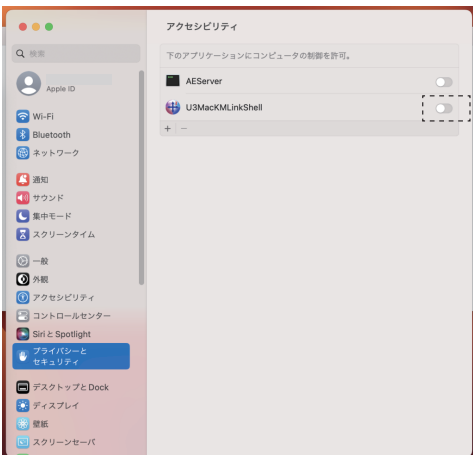 アクセシビリティ
検索
下のアプリケーションにコンピュータの制御を許可。
Apple ID
AEServer
U3MacKMLinkShell
+ −
Wi-Fi
Bluetooth
ネットワーク
通知
サウンド
集中モード
スクリーンタイム
一般
外観
アクセシビリティ
コントロールセンター
Siri と Spotlight
プライバシーと
セキュリティ
デスクトップと Dock
ディスプレイ
壁紙
スクリーンセーバ